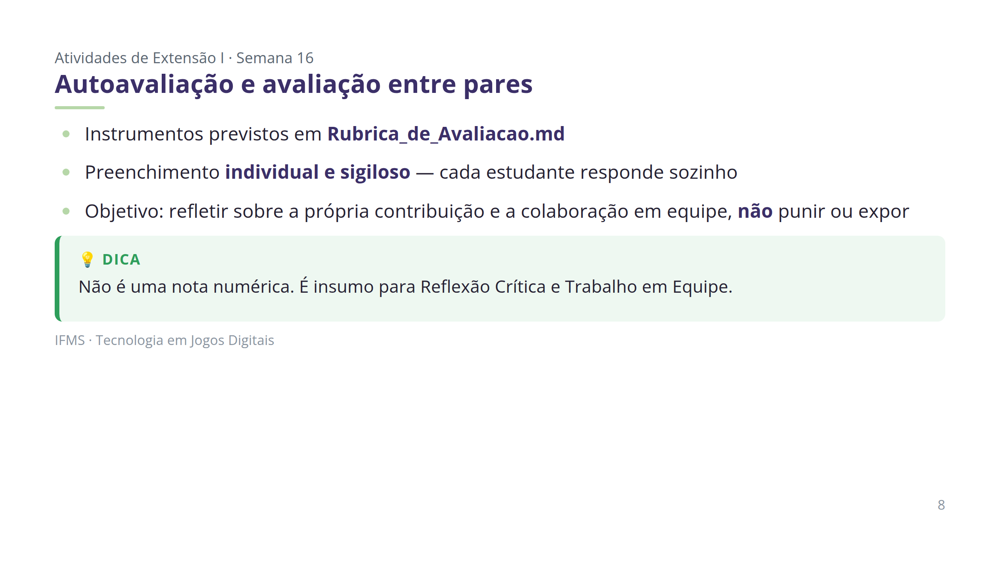 Atividades de Extensão I · Semana 16
Autoavaliação e avaliação entre pares
Instrumentos previstos em Rubrica_de_Avaliacao.md
Preenchimento individual e sigiloso — cada estudante responde sozinho
Objetivo: refletir sobre a própria contribuição e a colaboração em equipe, não punir ou expor
💡 DICA
Não é uma nota numérica. É insumo para Reflexão Crítica e Trabalho em Equipe.
IFMS · Tecnologia em Jogos Digitais
8